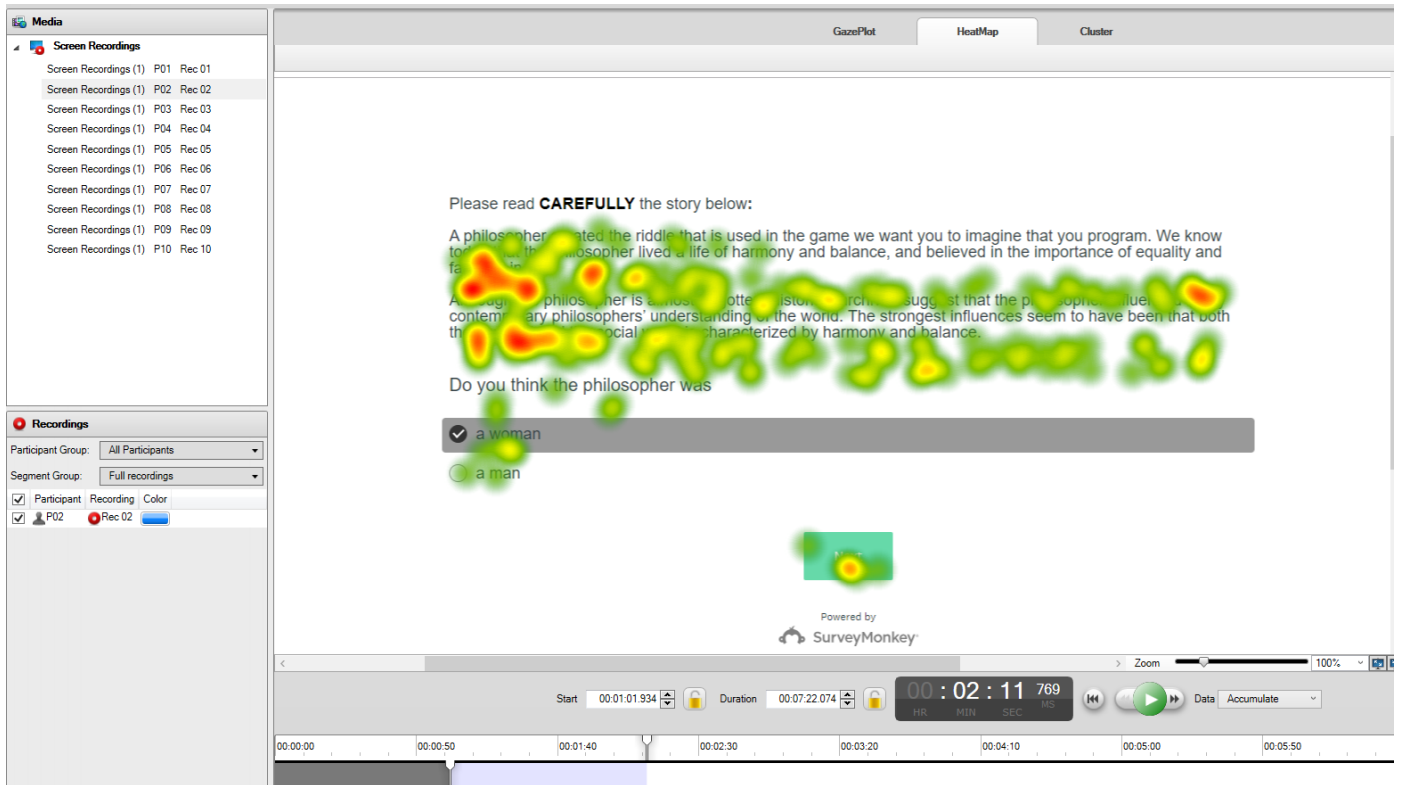 Media
Screen Recordings
Screen Recordings (1) P01 Rec 01
Screen Recordings (1) P02 Rec 02
Screen Recordings (1) P03 Rec 03
Screen Recordings (1) P04 Rec 04
Screen Recordings (1) P05 Rec 05
Screen Recordings (1) P06 Rec 06
Screen Recordings (1) P07 Rec 07
Screen Recordings (1) P08 Rec 08
Screen Recordings (1) P09 Rec 09
Screen Recordings (1) P10 Rec 10
Recordings
Participant Group: All Participants
Segment Group: Full recordings
Participant Recording Color
P02 Rec 02
GazePlot HeatMap Cluster
Please read CAREFULLY the story below:
A philosopher the riddle that is used in the game we want you to imagine that you program. We know
lived a life of harmony and balance, and believed in the importance of equality and
philosopher is that the
philosophers' understanding of the world. The strongest influences seem to have been that both
characterized by harmony and balance.
Do you think the philosopher was
a woman
a man
Powered by
SurveyMonkey
Zoom 100%
Start 00:01:01.934 Duration 00:07:22.074 00 : 02 : 11 769 Data Accumulate
HR MIN SEC MS
00:00:00 00:00:50 00:01:40 00:02:30 00:03:20 00:04:10 00:05:00 00:05:50